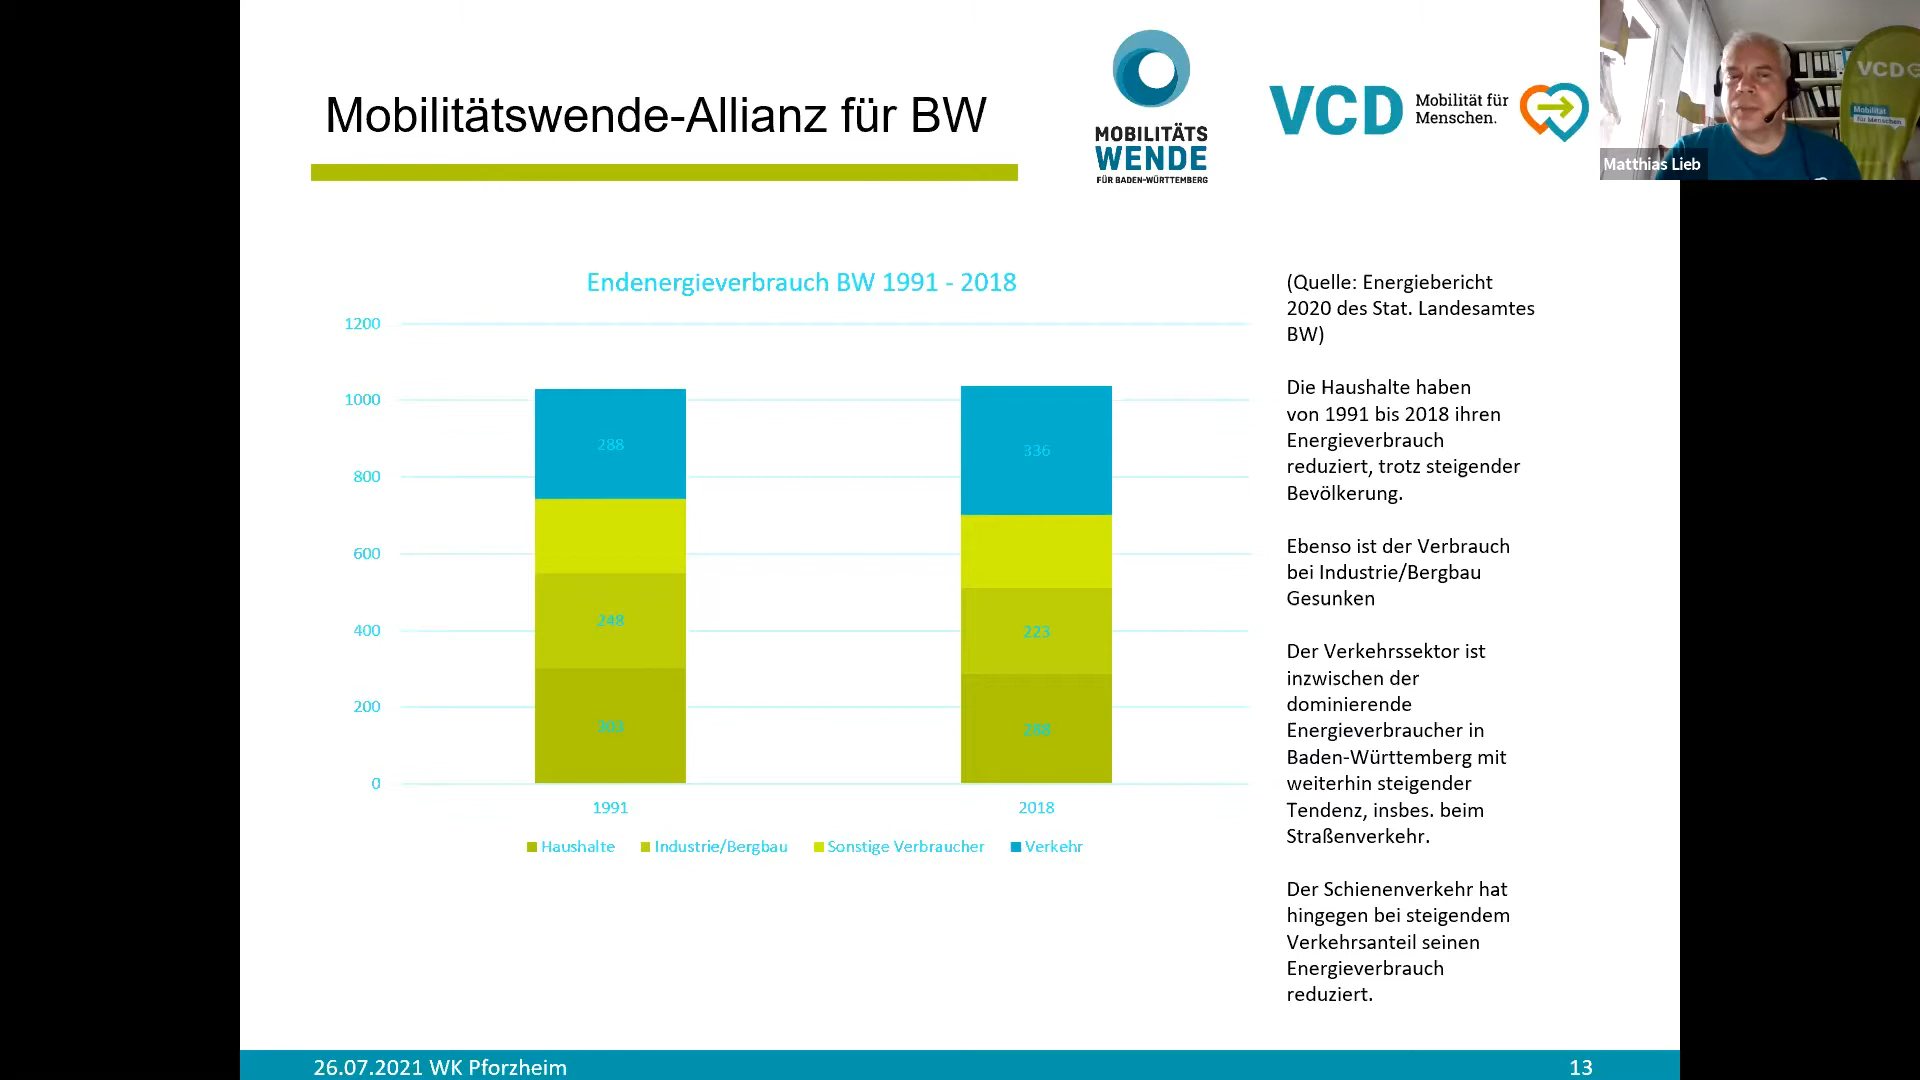 Mobilitätswende-Allianz für BW
MOBILITÄTS
WENDE
FÜR BADEN-WÜRTTEMBERG
VCD
Mobilität für
Menschen.
VCD
Mobilität
für Menschen
Matthias Lieb
Endenergieverbrauch BW 1991 - 2018
1200
1000
800
600
400
200
0
288
248
303
336
223
288
1991
2018
Haushalte
Industrie/Bergbau
Sonstige Verbraucher
Verkehr
(Quelle: Energiebericht
2020 des Stat. Landesamtes
BW)
Die Haushalte haben
von 1991 bis 2018 ihren
Energieverbrauch
reduziert, trotz steigender
Bevölkerung.
Ebenso ist der Verbrauch
bei Industrie/Bergbau
Gesunken
Der Verkehrssektor ist
inzwischen der
dominierende
Energieverbraucher in
Baden-Württemberg mit
weiterhin steigender
Tendenz, insbes. beim
Straßenverkehr.
Der Schienenverkehr hat
hingegen bei steigendem
Verkehrsanteil seinen
Energieverbrauch
reduziert.
26.07.2021 WK Pforzheim
13